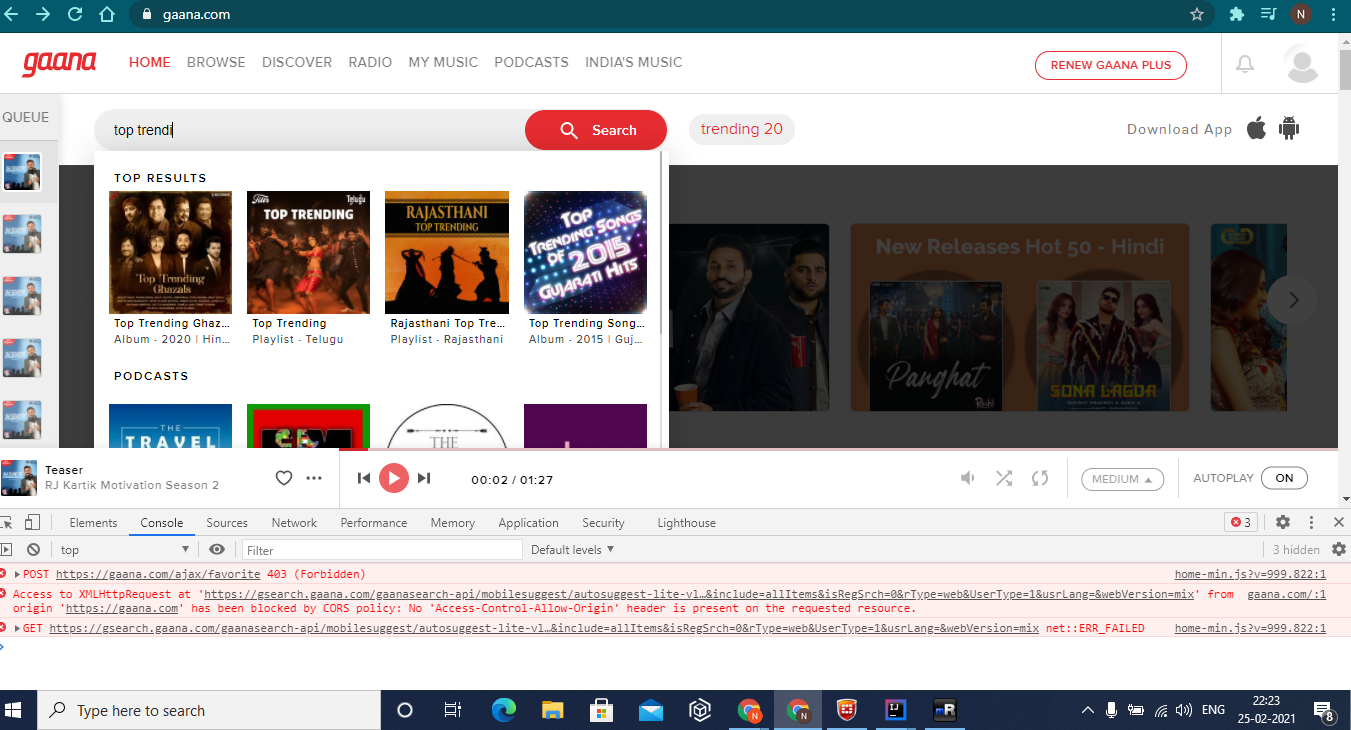 gaana.com
N
gaana
HOME BROWSE DISCOVER RADIO MY MUSIC PODCASTS INDIA'S MUSIC
RENEW GAANA PLUS
QUEUE
top trendi
Search
trending 20
Download App
TOP RESULTS
Top Trending Ghazals
Telugu
TOP TRENDING
RAJASTHANI
TOP TRENDING
TOP
TRENDING SONGS
OF 2015
GUJARATI HITS
Top Trending Ghaz...
Album - 2020 | Hin...
Top Trending
Playlist - Telugu
Rajasthani Top Tre...
Playlist - Rajasthani
Top Trending Song...
Album - 2015 | Guj...
New Releases Hot 50 - Hindi
Panghat
SONA LAGDA
PODCASTS
THE
TRAVEL
THE
Teaser
RJ Kartik Motivation Season 2
00:02 / 01:27
MEDIUM
AUTOPLAY ON
Elements Console Sources Network Performance Memory Application Security Lighthouse
3
top
Filter
Default levels
3 hidden
POST https://gaana.com/ajax/favorite 403 (Forbidden) home-min.js?v=999.822:1
Access to XMLHttpRequest at 'https://gsearch.gaana.com/gaanasearch-api/mobilesuggest/autosuggest-lite-vl…&include=allItems&isRegSrch=0&rType=web&UserType=1&usrLang=&webVersion=mix' from gaana.com/:1
origin 'https://gaana.com' has been blocked by CORS policy: No 'Access-Control-Allow-Origin' header is present on the requested resource.
GET https://gsearch.gaana.com/gaanasearch-api/mobilesuggest/autosuggest-lite-vl…&include=allItems&isRegSrch=0&rType=web&UserType=1&usrLang=&webVersion=mix net::ERR_FAILED home-min.js?v=999.822:1
Type here to search
N
N
IJ
mR
ENG
22:23
25-02-2021
8